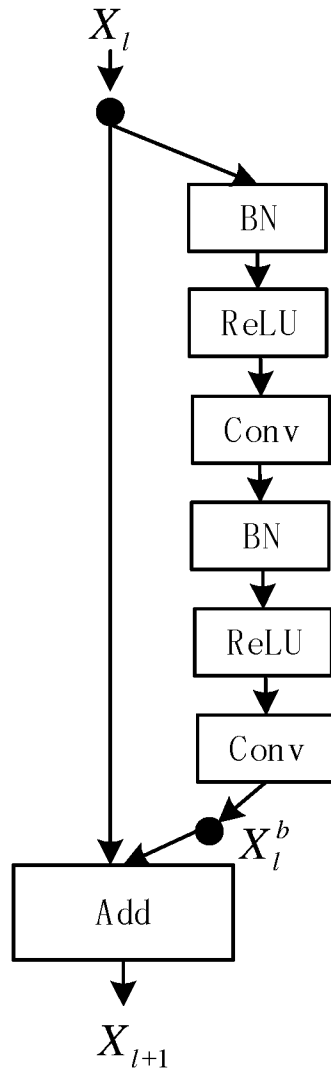 X_l
BN
ReLU
Conv
BN
ReLU
Conv
X_l^b
Add
X_{l+1}